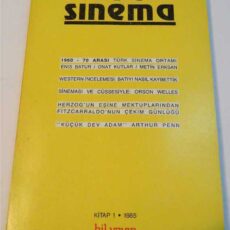 sinema
1960 - 70 ARASI TÜRK SİNEMA ORTAMI:
ENİS BATUR / ONAT KUTLAR / METİN ERKSAN
WESTERN İNCELEMESİ: BATIYI NASIL KAYBETTİK
SİNEMASI VE CÜSSESİYLE: ORSON WELLES
HERZOG'UN EŞİNE MEKTUPLARINDAN
FITZCARRALDO'NUN ÇEKİM GÜNLÜĞÜ
"KÜÇÜK DEV ADAM" ARTHUR PENN
KİTAP 1 • 1985